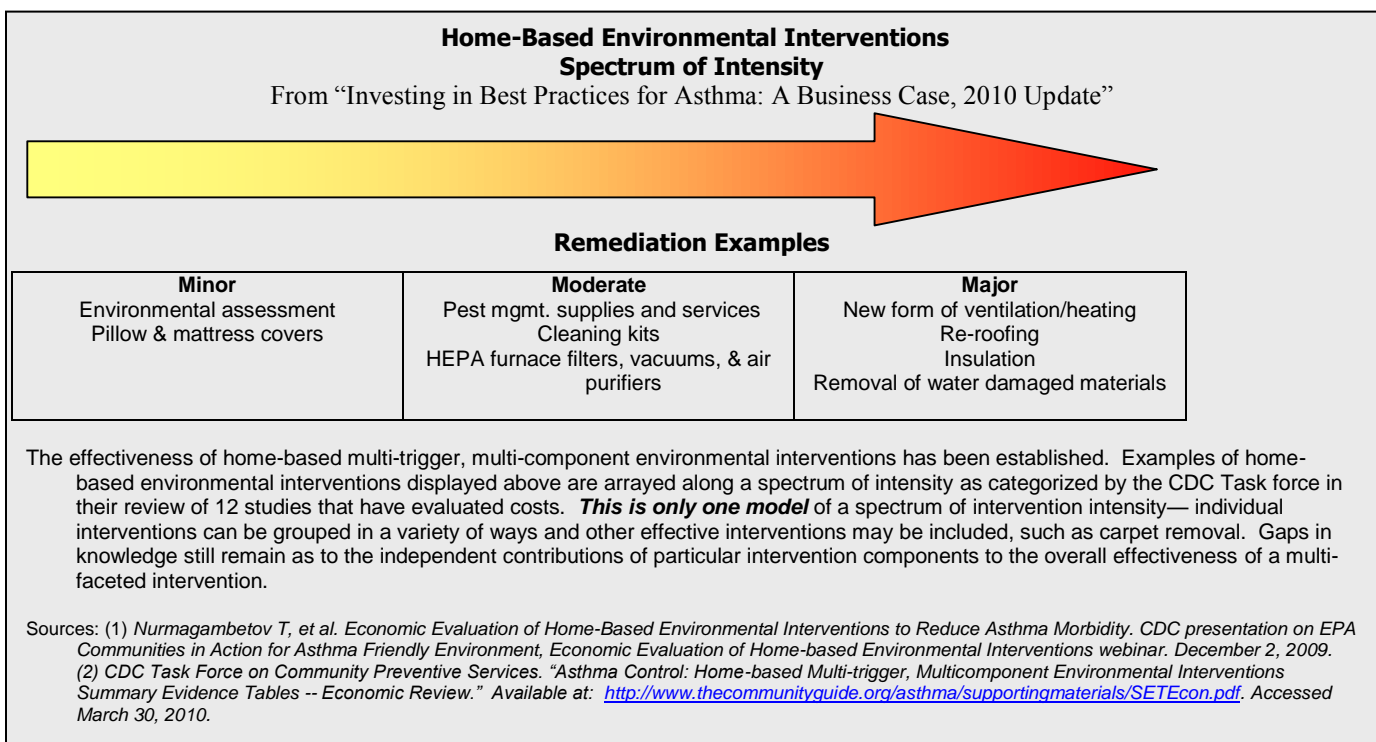 Home-Based Environmental Interventions
Spectrum of Intensity
From “Investing in Best Practices for Asthma: A Business Case, 2010 Update”
Remediation Examples
Minor
Environmental assessment
Pillow & mattress covers
Moderate
Pest mgmt. supplies and services
Cleaning kits
HEPA furnace filters, vacuums, & air
purifiers
Major
New form of ventilation/heating
Re-roofing
Insulation
Removal of water damaged materials
The effectiveness of home-based multi-trigger, multi-component environmental interventions has been established. Examples of home-
based environmental interventions displayed above are arrayed along a spectrum of intensity as categorized by the CDC Task force in
their review of 12 studies that have evaluated costs. This is only one model of a spectrum of intervention intensity— individual
interventions can be grouped in a variety of ways and other effective interventions may be included, such as carpet removal. Gaps in
knowledge still remain as to the independent contributions of particular intervention components to the overall effectiveness of a multi-
faceted intervention.
Sources: (1) Nurmagambetov T, et al. Economic Evaluation of Home-Based Environmental Interventions to Reduce Asthma Morbidity. CDC presentation on EPA
Communities in Action for Asthma Friendly Environment, Economic Evaluation of Home-based Environmental Interventions webinar. December 2, 2009.
(2) CDC Task Force on Community Preventive Services. “Asthma Control: Home-based Multi-trigger, Multicomponent Environmental Interventions
Summary Evidence Tables -- Economic Review.” Available at: http://www.thecommunityguide.org/asthma/supportingmaterials/SETEcon.pdf. Accessed
March 30, 2010.